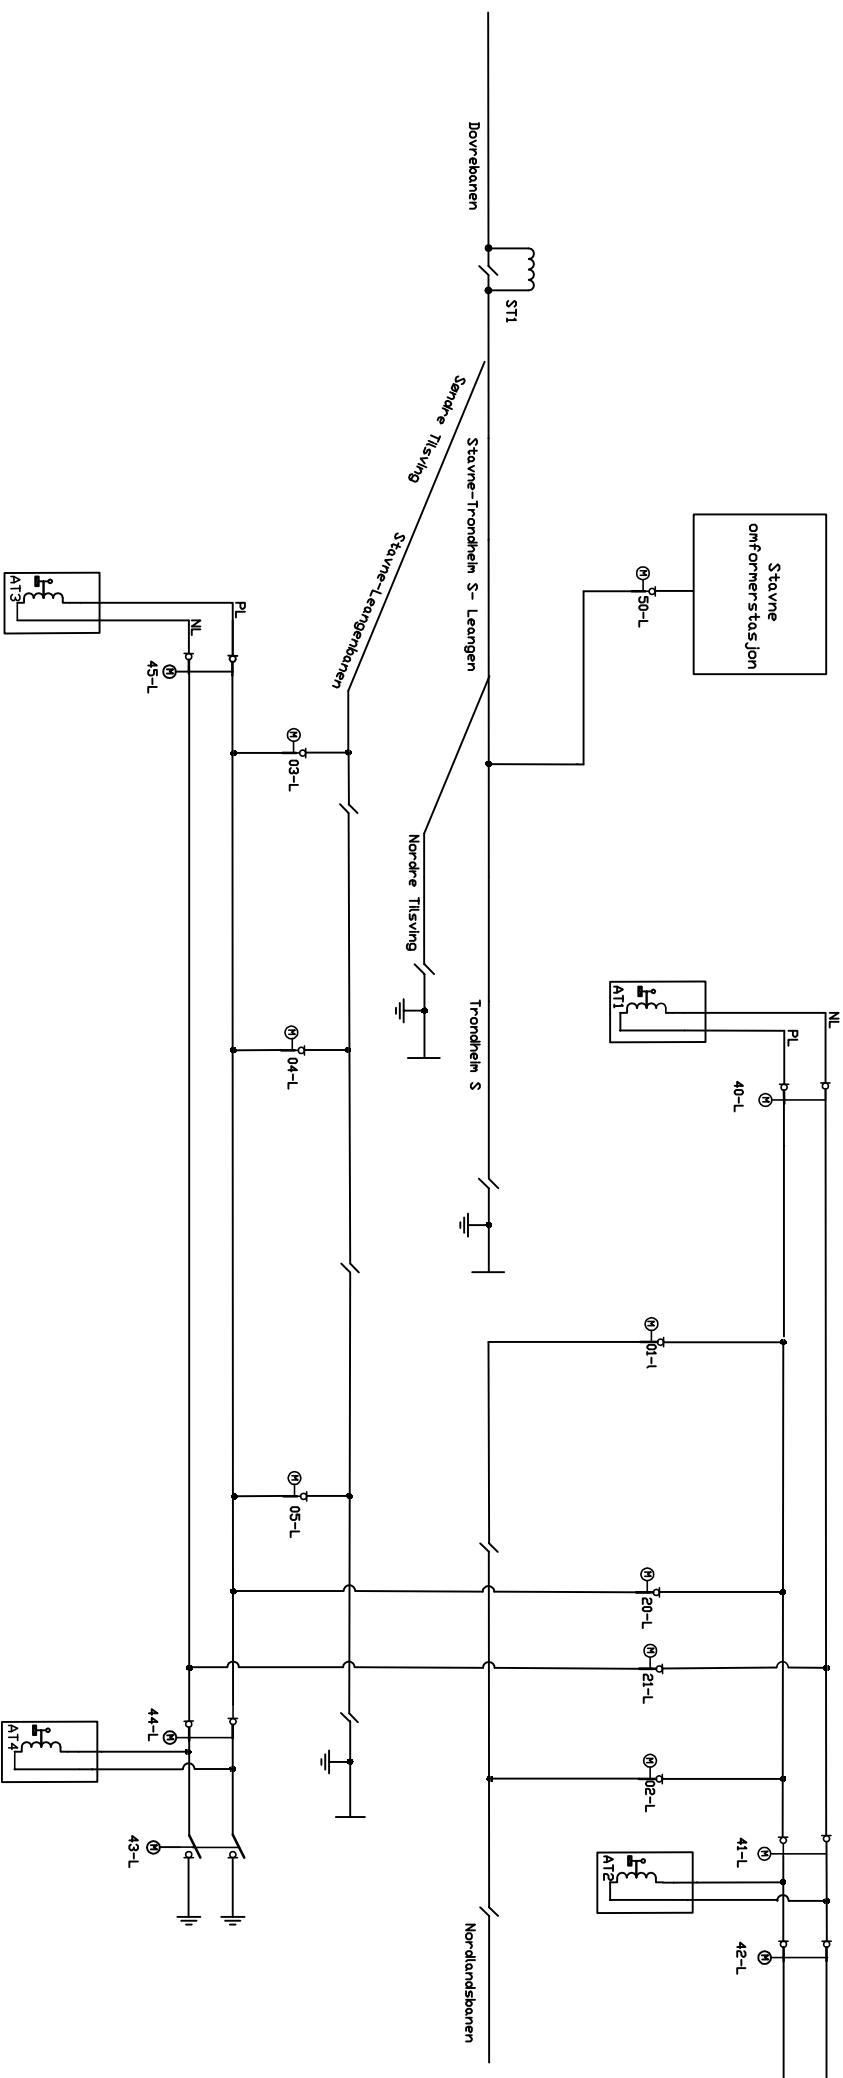 Stavne
omformerstasjon
NL
PL
AT1
50-L
40-L
01-L
20-L
21-L
02-L
41-L
AT2
42-L
ST1
Dovrebanen
Stavne-Trondheim S- Leangen
Trondheim S
Nordlandsbanen
Søndre Tilsving
Nordre Tilsving
Stavne-Leangenbanen
03-L
04-L
05-L
PL
NL
AT3
45-L
44-L
AT4
43-L
M
M
M
M
M
M
M
M
M
M
M
M
M
M